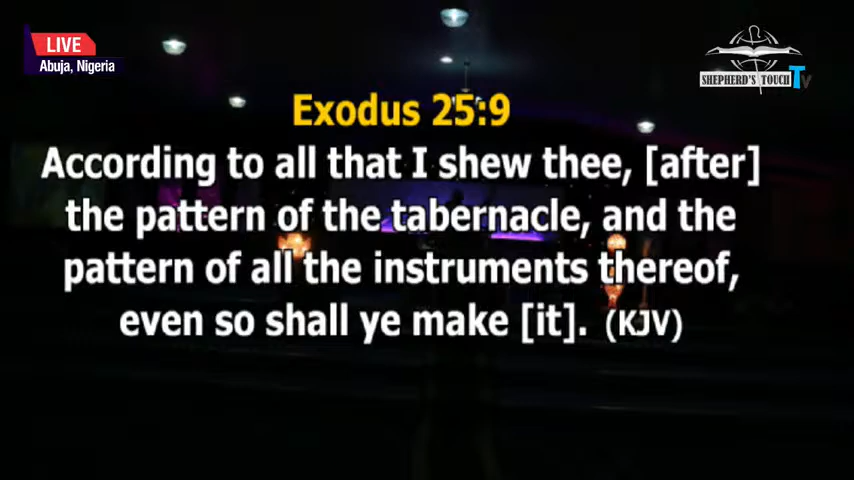 LIVE
Abuja, Nigeria
SHEPHERD'S TOUCH TV
Exodus 25:9
According to all that I shew thee, [after]
the pattern of the tabernacle, and the
pattern of all the instruments thereof,
even so shall ye make [it]. (KJV)